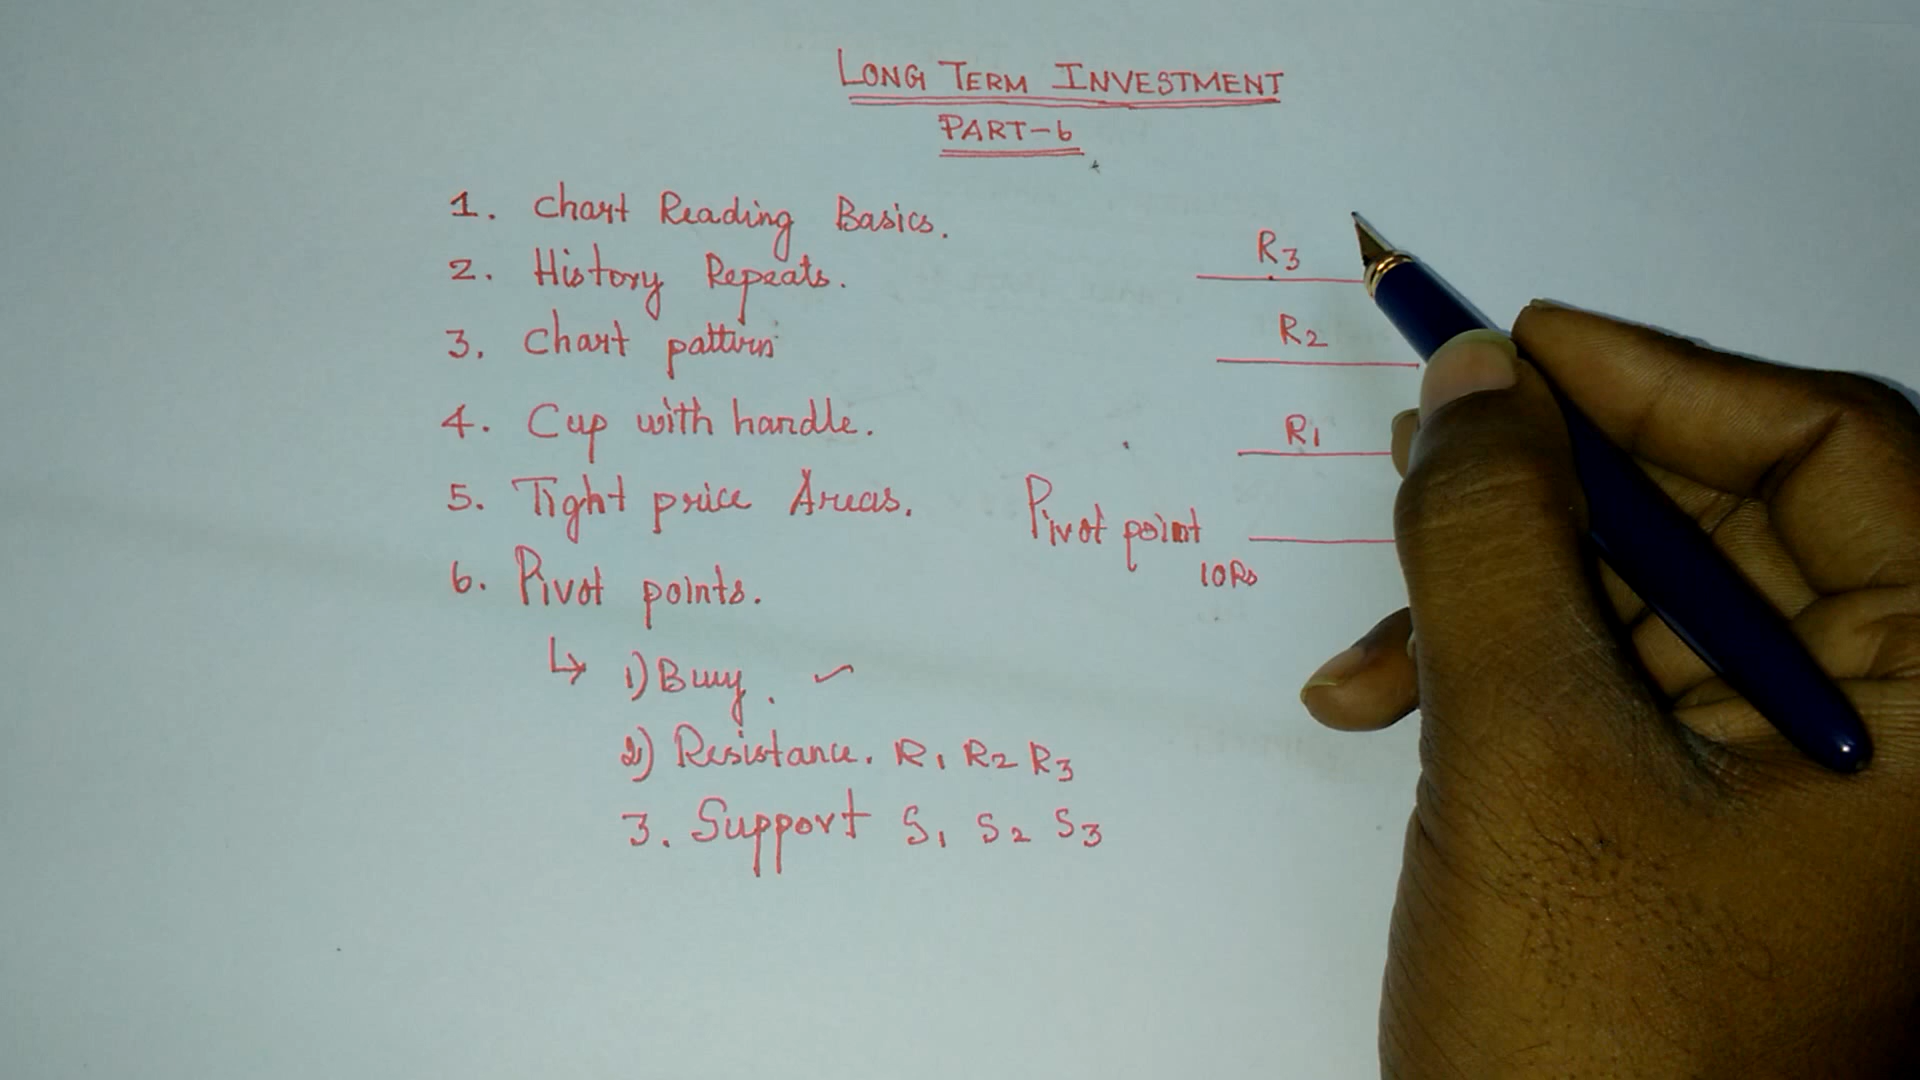 LONG TERM INVESTMENT
PART-6
1. Chart Reading Basics.
2. History Repeats.
3. Chart pattern
4. Cup with handle.
5. Tight price Areas.
6. Pivot points.
↳ 1) Buy. ✓
2) Resistance. R1 R2 R3
3. Support S1 S2 S3
R3
R2
R1
Pivot point
10Rs